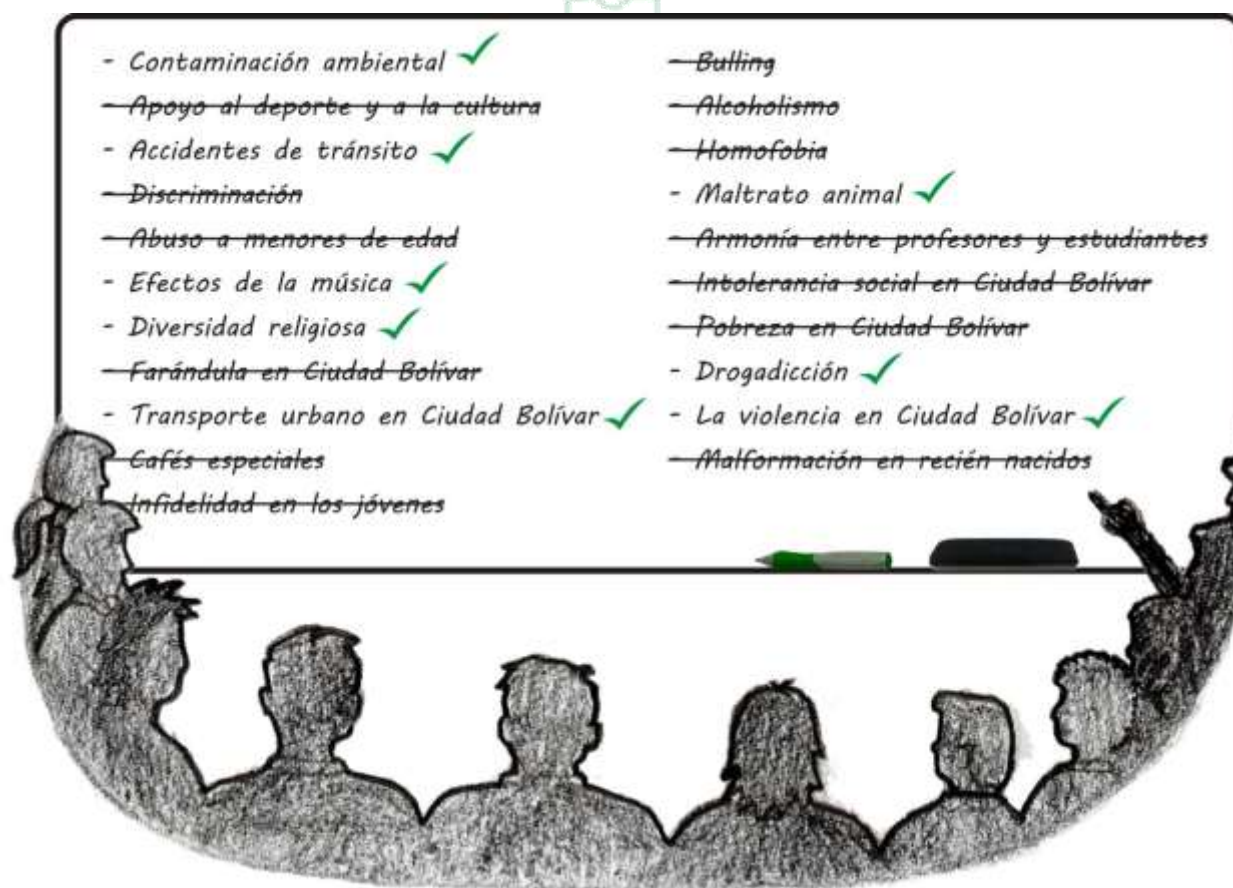 - Contaminación ambiental
- Apoyo al deporte y a la cultura
- Accidentes de tránsito
- Discriminación
- Abuso a menores de edad
- Efectos de la música
- Diversidad religiosa
- Farándula en Ciudad Bolívar
- Transporte urbano en Ciudad Bolívar
- Cafés especiales
- Infidelidad en los jóvenes
- Bulling
- Alcoholismo
- Homofobia
- Maltrato animal
- Armonía entre profesores y estudiantes
- Intolerancia social en Ciudad Bolívar
- Pobreza en Ciudad Bolívar
- Drogadicción
- La violencia en Ciudad Bolívar
- Malformación en recién nacidos